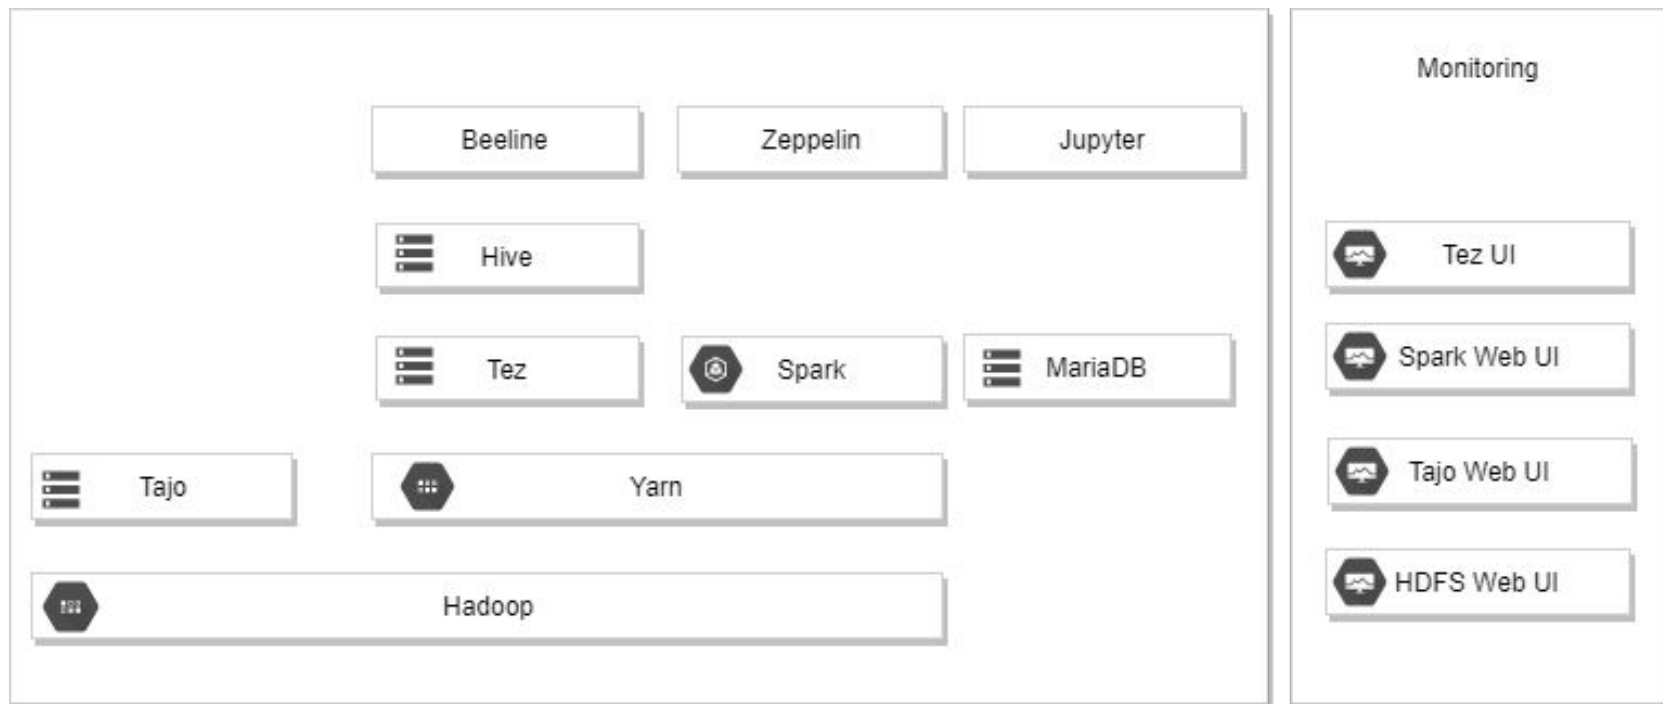 Monitoring
Beeline
Zeppelin
Jupyter
Hive
Tez UI
Tez
Spark
MariaDB
Spark Web UI
Tajo
Yarn
Tajo Web UI
Hadoop
HDFS Web UI